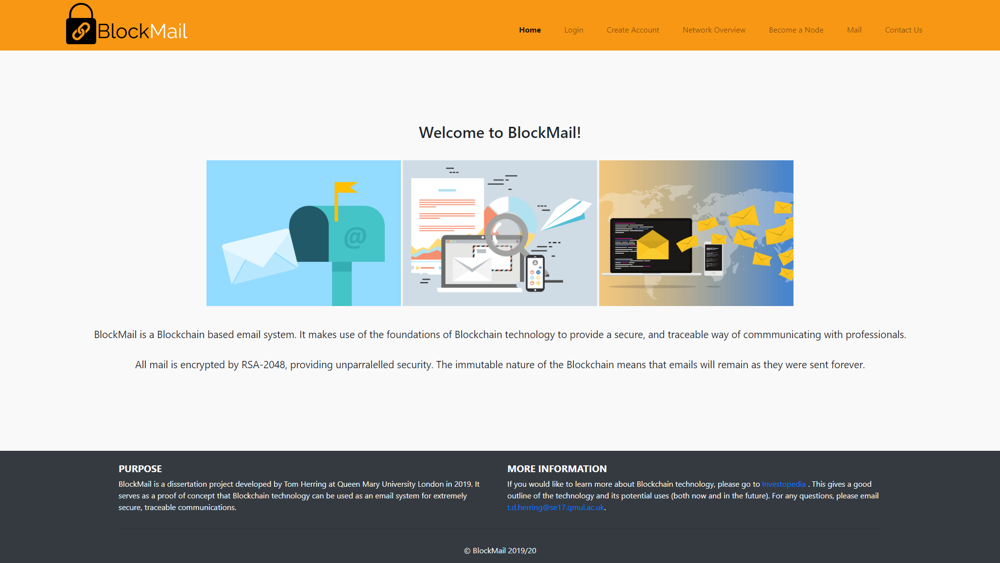 BlockMail
Home Login Create Account Network Overview Become a Node Mail Contact Us
Welcome to BlockMail!
@
BlockMail is a Blockchain based email system. It makes use of the foundations of Blockchain technology to provide a secure, and traceable way of commmunicating with professionals.
All mail is encrypted by RSA-2048, providing unparralelled security. The immutable nature of the Blockchain means that emails will remain as they were sent forever.
PURPOSE
BlockMail is a dissertation project developed by Tom Herring at Queen Mary University London in 2019. It
serves as a proof of concept that Blockchain technology can be used as an email system for extremely
secure, traceable communications.
MORE INFORMATION
If you would like to learn more about Blockchain technology, please go to Investopedia . This gives a good
outline of the technology and its potential uses (both now and in the future). For any questions, please email
t.d.herring@se17.qmul.ac.uk.
© BlockMail 2019/20